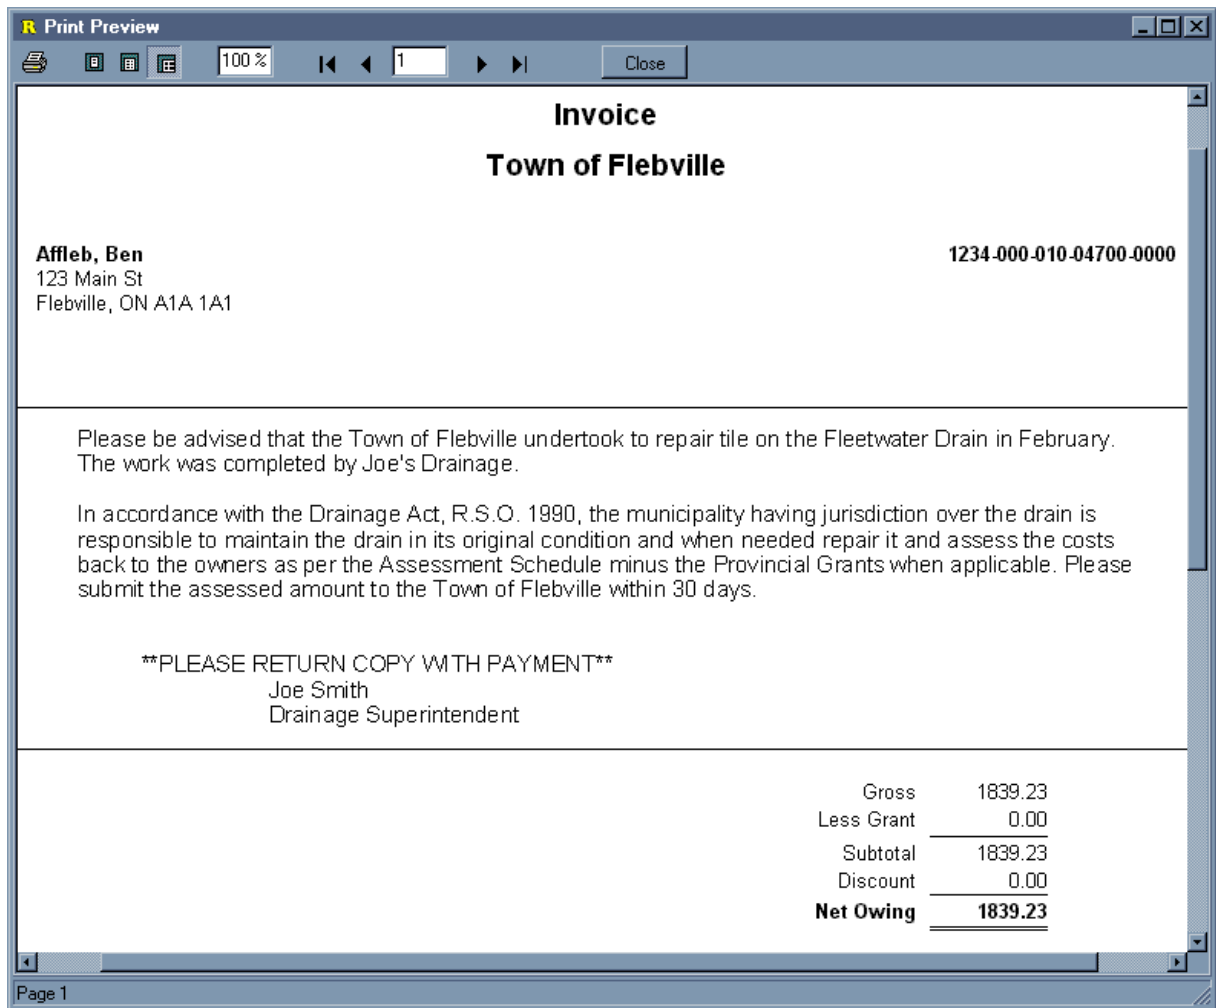 Print Preview
100 %
1
Close
Invoice
Town of Flebville
Affleb, Ben
1234-000-010-04700-0000
123 Main St
Flebville, ON A1A 1A1
Please be advised that the Town of Flebville undertook to repair tile on the Fleetwater Drain in February.
The work was completed by Joe's Drainage.
In accordance with the Drainage Act, R.S.O. 1990, the municipality having jurisdiction over the drain is
responsible to maintain the drain in its original condition and when needed repair it and assess the costs
back to the owners as per the Assessment Schedule minus the Provincial Grants when applicable. Please
submit the assessed amount to the Town of Flebville within 30 days.
**PLEASE RETURN COPY WITH PAYMENT**
Joe Smith
Drainage Superintendent
Gross 1839.23
Less Grant 0.00
Subtotal 1839.23
Discount 0.00
Net Owing 1839.23
Page 1